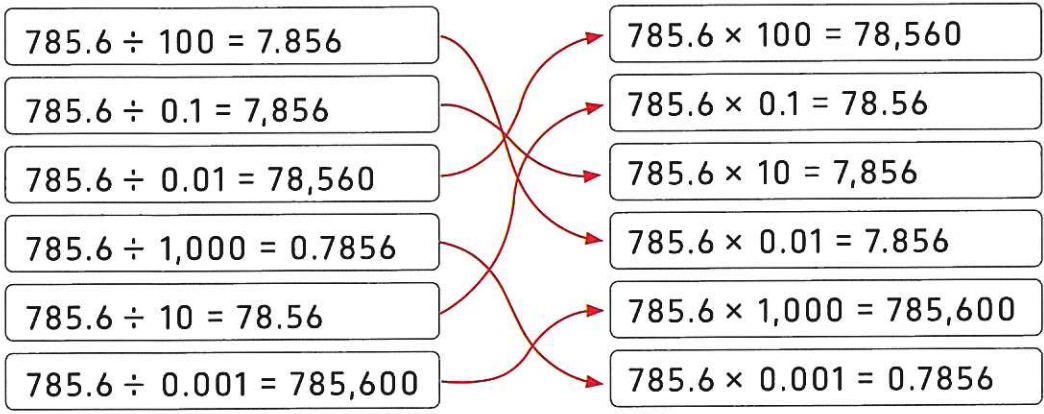 785.6 ÷ 100 = 7.856
785.6 ÷ 0.1 = 7,856
785.6 ÷ 0.01 = 78,560
785.6 ÷ 1,000 = 0.7856
785.6 ÷ 10 = 78.56
785.6 ÷ 0.001 = 785,600
785.6 × 100 = 78,560
785.6 × 0.1 = 78.56
785.6 × 10 = 7,856
785.6 × 0.01 = 7.856
785.6 × 1,000 = 785,600
785.6 × 0.001 = 0.7856